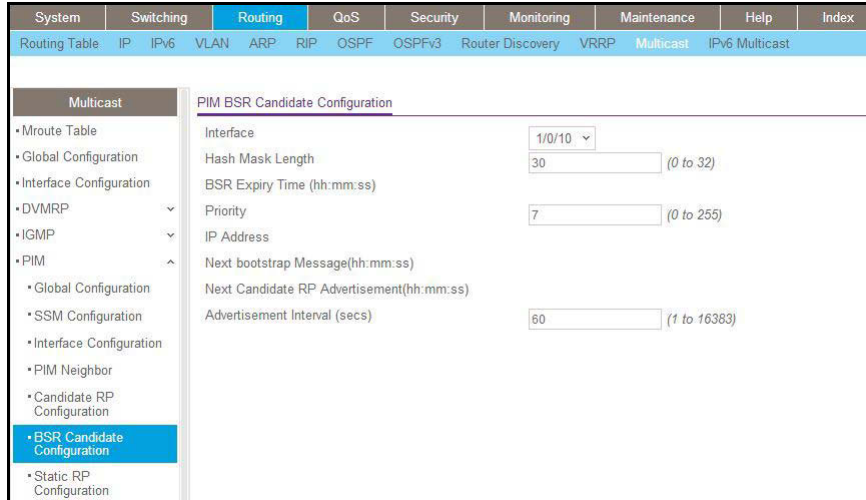 System Switching Routing QoS Security Monitoring Maintenance Help Index
Routing Table IP IPv6 VLAN ARP RIP OSPF OSPFv3 Router Discovery VRRP Multicast IPv6 Multicast
Multicast
Mroute Table
Global Configuration
Interface Configuration
DVMRP
IGMP
PIM
Global Configuration
SSM Configuration
Interface Configuration
PIM Neighbor
Candidate RP
Configuration
BSR Candidate
Configuration
Static RP
Configuration
PIM BSR Candidate Configuration
Interface 1/0/10
Hash Mask Length 30 (0 to 32)
BSR Expiry Time (hh:mm:ss)
Priority 7 (0 to 255)
IP Address
Next bootstrap Message(hh:mm:ss)
Next Candidate RP Advertisement(hh:mm:ss)
Advertisement Interval (secs) 60 (1 to 16383)